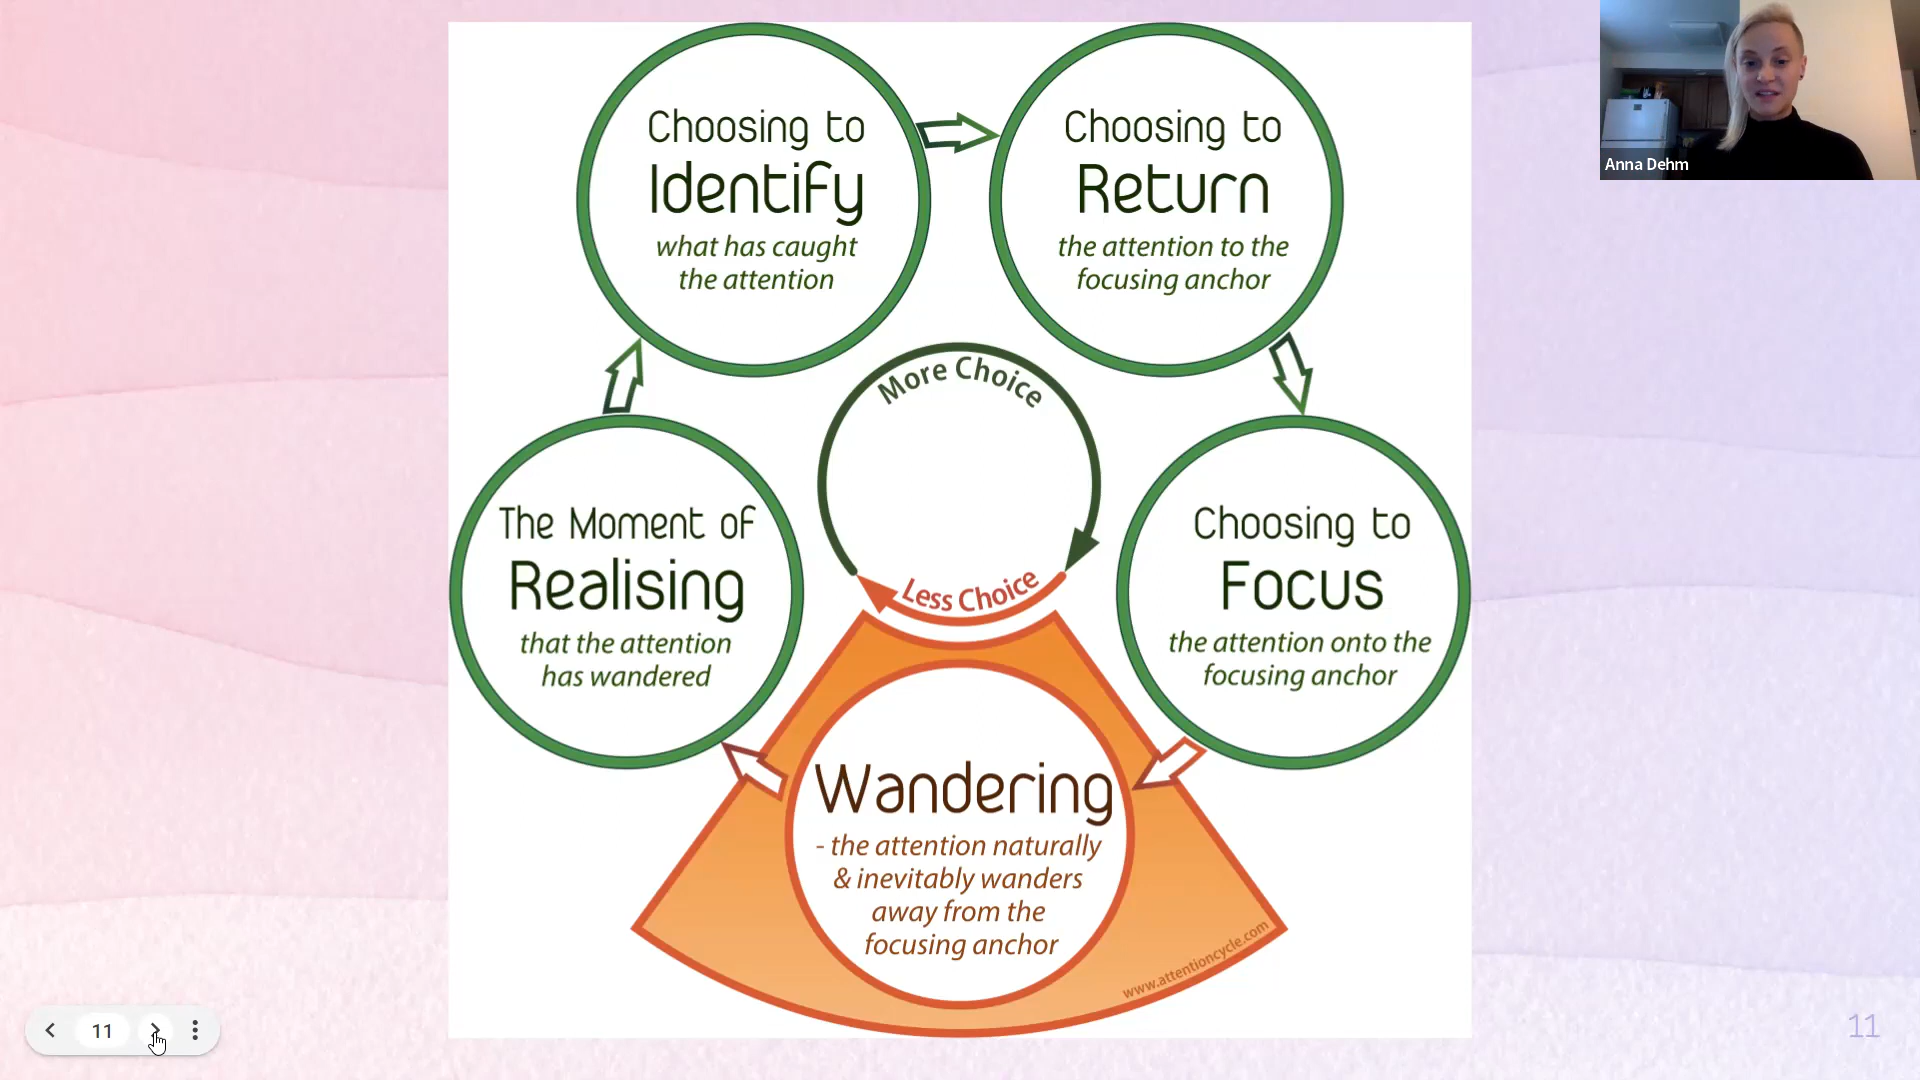 Choosing to
Identify
what has caught
the attention
Choosing to
Return
the attention to the
focusing anchor
Anna Dehm
More Choice
Less Choice
The Moment of
Realising
that the attention
has wandered
Choosing to
Focus
the attention onto the
focusing anchor
Wandering
- the attention naturally
& inevitably wanders
away from the
focusing anchor
www.attentioncycle.com
11
11